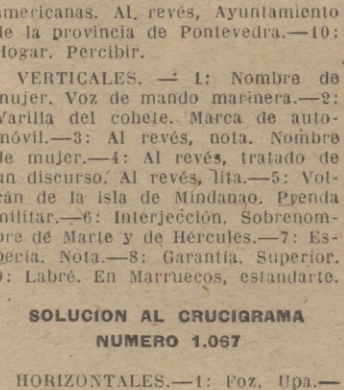 americanas. Al revés, Ayuntamiento
de la provincia de Pontevedra.—10:
Hogar. Percibir.
VERTICALES. — 1: Nombre de
mujer. Voz de mando marinera.—2:
Varilla del cohete. Marca de auto-
móvil.—3: Al revés, nota. Nombre
de mujer.—4: Al revés, tratado de
un discurso. Al revés, lita.—5: Vol-
cán de la isla de Mindanao. Prenda
militar.—6: Interjección. Sobrenom-
bre de Marte y de Hércules.—7: Es-
pecia. Nota.—8: Garantía. Superior.
9: Labré. En Marruecos, estandarte.
SOLUCION AL CRUCIGRAMA
NUMERO 1.067
HORIZONTALES.—1: Foz. Upa.—